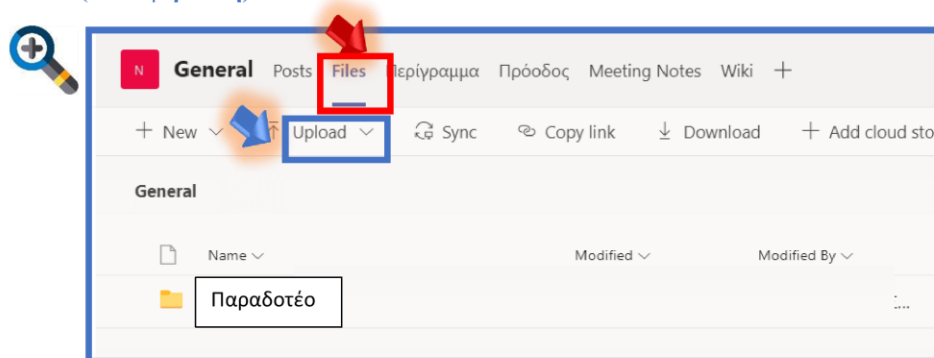 N General Posts Files Περίγραμμα Πρόοδος Meeting Notes Wiki +
+ New Upload Sync Copy link Download + Add cloud sto
General
Name Modified Modified By
Παραδοτέο